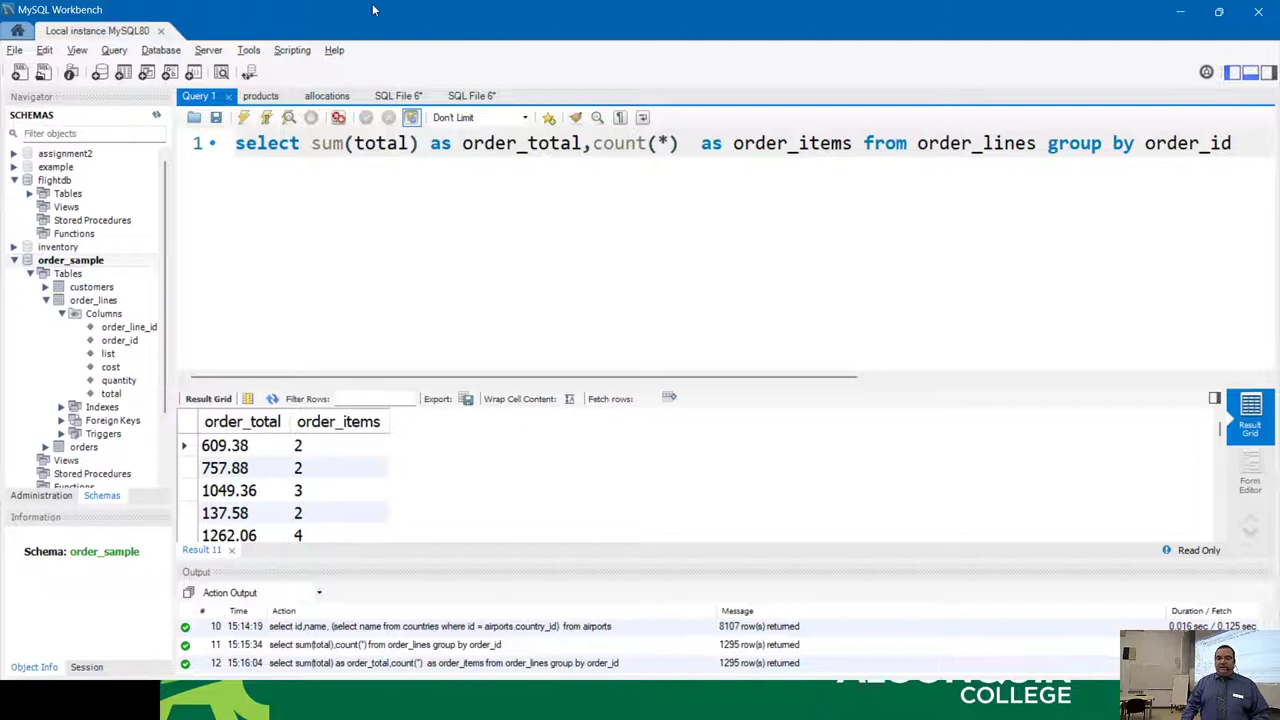 MySQL Workbench
Local instance MySQL80
File Edit View Query Database Server Tools Scripting Help
Navigator
SCHEMAS
Filter objects
assignment2
example
flightdb
Tables
Views
Stored Procedures
Functions
inventory
order_sample
Tables
customers
order_lines
Columns
order_line_id
order_id
list
cost
quantity
total
Indexes
Foreign Keys
Triggers
orders
Views
Stored Procedures
Functions
Administration Schemas
Information
Schema: order_sample
Object Info Session
Query 1 products allocations SQL File 6* SQL File 6*
Don't Limit
1 select sum(total) as order_total,count(*) as order_items from order_lines group by order_id
Result Grid Filter Rows: Export: Wrap Cell Content: Fetch rows:
order_total order_items
609.38 2
757.88 2
1049.36 3
137.58 2
1262.06 4
Result Grid
Form Editor
Result 11 Read Only
Output
Action Output
# Time Action Message Duration / Fetch
10 15:14:19 select id,name, (select name from countries where id = airports.country_id) from airports 8107 row(s) returned 0.016 sec / 0.125 sec
11 15:15:34 select sum(total),count(*) from order_lines group by order_id 1295 row(s) returned
12 15:16:04 select sum(total) as order_total,count(*) as order_items from order_lines group by order_id 1295 row(s) returned
COLLEGE